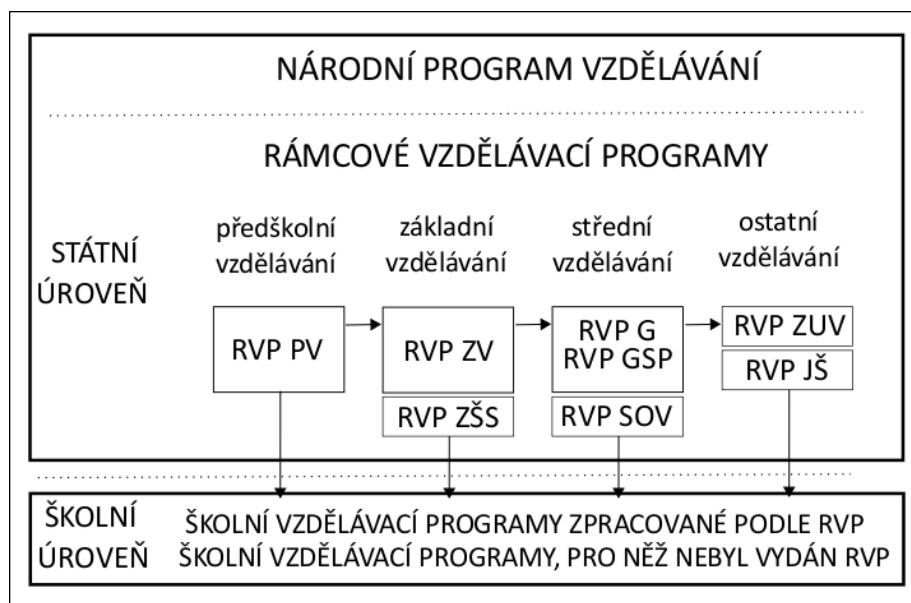 NÁRODNÍ PROGRAM VZDĚLÁVÁNÍ
RÁMCOVÉ VZDĚLÁVACÍ PROGRAMY
STÁTNÍ
ÚROVEŇ
předškolní
vzdělávání
základní
vzdělávání
střední
vzdělávání
ostatní
vzdělávání
RVP PV
RVP ZV
RVP ZŠS
RVP G
RVP GSP
RVP SOV
RVP ZUV
RVP JŠ
ŠKOLNÍ
ÚROVEŇ
ŠKOLNÍ VZDĚLÁVACÍ PROGRAMY ZPRACOVANÉ PODLE RVP
ŠKOLNÍ VZDĚLÁVACÍ PROGRAMY, PRO NĚŽ NEBYL VYDÁN RVP